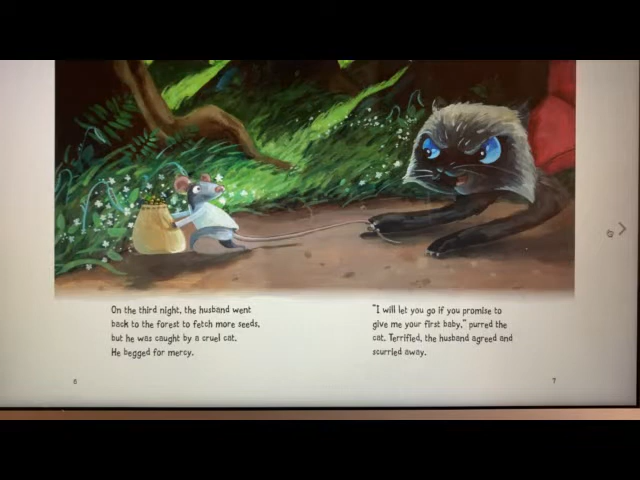 On the third night, the husband went
back to the forest to fetch more seeds,
but he was caught by a cruel cat.
He begged for mercy.
"I will let you go if you promise to
give me your first baby," purred the
cat. Terrified, the husband agreed and
scurried away.
6
7